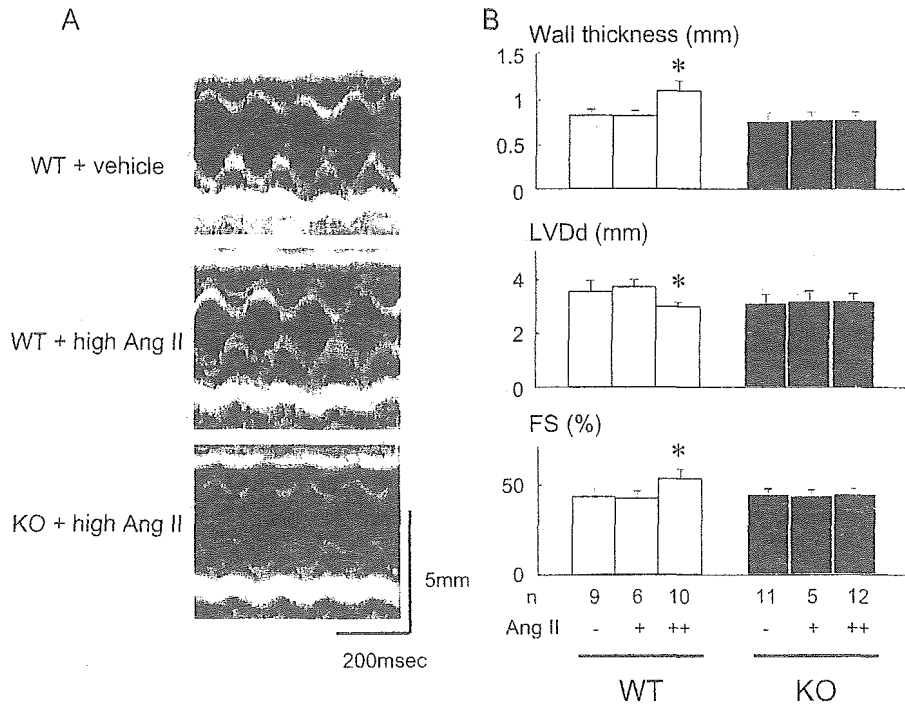 A
WT + vehicle
WT + high Ang II
KO + high Ang II
5mm
200msec
B
Wall thickness (mm)
1.5
1
0.5
0
*
LVDd (mm)
4
2
0
*
FS (%)
50
0
*
n 9 6 10 11 5 12
Ang II - + ++ - + ++
WT KO